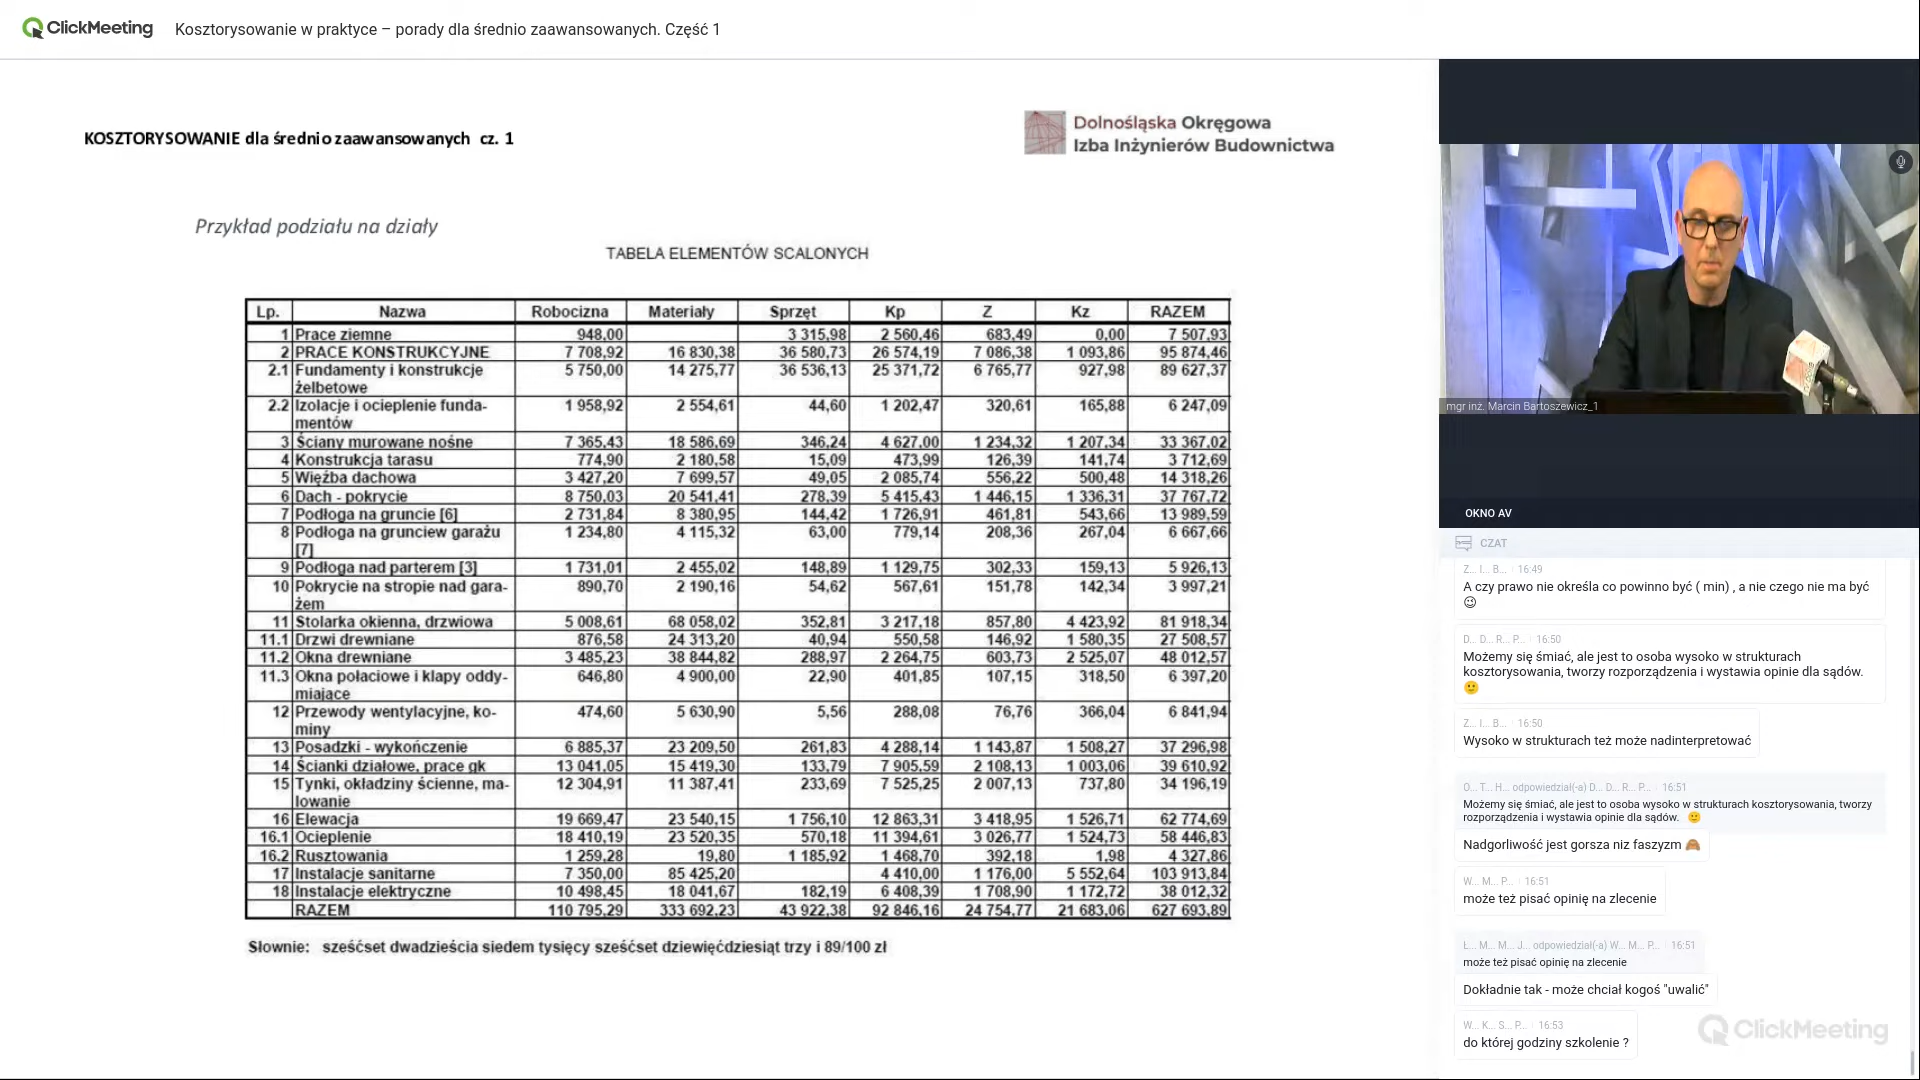 ClickMeeting Kosztorysowanie w praktyce – porady dla średnio zaawansowanych. Część 1
KOSZTORYSOWANIE dla średnio zaawansowanych cz. 1
Dolnośląska Okręgowa
Izba Inżynierów Budownictwa
Przykład podziału na działy
TABELA ELEMENTÓW SCALONYCH
Lp. Nazwa Robocizna Materiały Sprzęt Kp Z Kz RAZEM
1 Prace ziemne 948,00 3 315,98 2 560,46 683,49 0,00 7 507,93
2 PRACE KONSTRUKCYJNE 7 708,92 16 830,38 36 580,73 26 574,19 7 086,38 1 093,86 95 874,46
2.1 Fundamenty i konstrukcje 5 750,00 14 275,77 36 536,13 25 371,72 6 765,77 927,98 89 627,37
żelbetowe
2.2 Izolacje i ocieplenie funda- 1 958,92 2 554,61 44,60 1 202,47 320,61 165,88 6 247,09
mentów
3 Ściany murowane nośne 7 365,43 18 586,69 346,24 4 627,00 1 234,32 1 207,34 33 367,02
4 Konstrukcja tarasu 774,90 2 180,58 15,09 473,99 126,39 141,74 3 712,69
5 Więźba dachowa 3 427,20 7 699,57 49,05 2 085,74 556,22 500,48 14 318,26
6 Dach - pokrycie 8 750,03 20 541,41 278,39 5 415,43 1 446,15 1 336,31 37 767,72
7 Podłoga na gruncie [6] 2 731,84 8 380,95 144,42 1 726,91 461,81 543,66 13 989,59
8 Podłoga na grunciew garażu 1 234,80 4 115,32 63,00 779,14 208,36 267,04 6 667,66
[7]
9 Podłoga nad parterem [3] 1 731,01 2 455,02 148,89 1 129,75 302,33 159,13 5 926,13
10 Pokrycie na stropie nad gara- 890,70 2 190,16 54,62 567,61 151,78 142,34 3 997,21
żem
11 Stolarka okienna, drzwiowa 5 008,61 68 058,02 352,81 3 217,18 857,80 4 423,92 81 918,34
11.1 Drzwi drewniane 876,58 24 313,20 40,94 550,58 146,92 1 580,35 27 508,57
11.2 Okna drewniane 3 485,23 38 844,82 288,97 2 264,75 603,73 2 525,07 48 012,57
11.3 Okna połaciowe i klapy oddy- 646,80 4 900,00 22,90 401,85 107,15 318,50 6 397,20
miające
12 Przewody wentylacyjne, ko- 474,60 5 630,90 5,56 288,08 76,76 366,04 6 841,94
miny
13 Posadzki - wykończenie 6 885,37 23 209,50 261,83 4 288,14 1 143,87 1 508,27 37 296,98
14 Ścianki działowe, prace gk 13 041,05 15 419,30 133,79 7 905,59 2 108,13 1 003,06 39 610,92
15 Tynki, okładziny ścienne, ma- 12 304,91 11 387,41 233,69 7 525,25 2 007,13 737,80 34 196,19
lowanie
16 Elewacja 19 669,47 23 540,15 1 756,10 12 863,31 3 418,95 1 526,71 62 774,69
16.1 Ocieplenie 18 410,19 23 520,35 570,18 11 394,61 3 026,77 1 524,73 58 446,83
16.2 Rusztowania 1 259,28 19,80 1 185,92 1 468,70 392,18 1,98 4 327,86
17 Instalacje sanitarne 7 350,00 85 425,20 4 410,00 1 176,00 5 552,64 103 913,84
18 Instalacje elektryczne 10 498,45 18 041,67 182,19 6 408,39 1 708,90 1 172,72 38 012,32
RAZEM 110 795,29 333 692,23 43 922,38 92 846,16 24 754,77 21 683,06 627 693,89
Słownie: sześćset dwadzieścia siedem tysięcy sześćset dziewięćdziesiąt trzy i 89/100 zł
mgr inż. Marcin Bartoszewicz_1
OKNO AV
CZAT
Z... I... B... 16:49
A czy prawo nie określa co powinno być ( min) , a nie czego nie ma być
😉
D... D... R... P... 16:50
Możemy się śmiać, ale jest to osoba wysoko w strukturach
kosztorysowania, tworzy rozporządzenia i wystawia opinie dla sądów.
🙂
Z... I... B... 16:50
Wysoko w strukturach też może nadinterpretować
O... T... H... odpowiedział(-a) D... D... R... P... 16:51
Możemy się śmiać, ale jest to osoba wysoko w strukturach kosztorysowania, tworzy
rozporządzenia i wystawia opinie dla sądów. 🙂
Nadgorliwość jest gorsza niz faszyzm 🙈
W... M... P... 16:51
może też pisać opinię na zlecenie
Ł... M... M... J... odpowiedział(-a) W... M... P... 16:51
może też pisać opinię na zlecenie
Dokładnie tak - może chciał kogoś "uwalić"
W... K... S... P... 16:53
do której godziny szkolenie ?
ClickMeeting